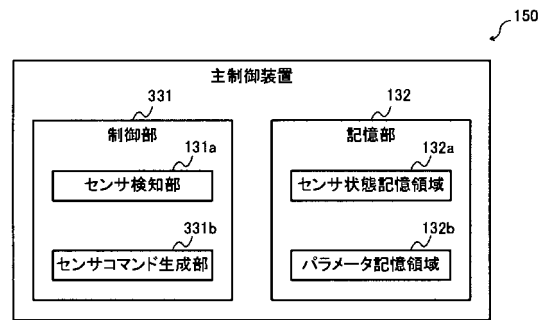 150
主制御装置
331
制御部
131a
センサ検知部
331b
センサコマンド生成部
132
記憶部
132a
センサ状態記憶領域
132b
パラメータ記憶領域